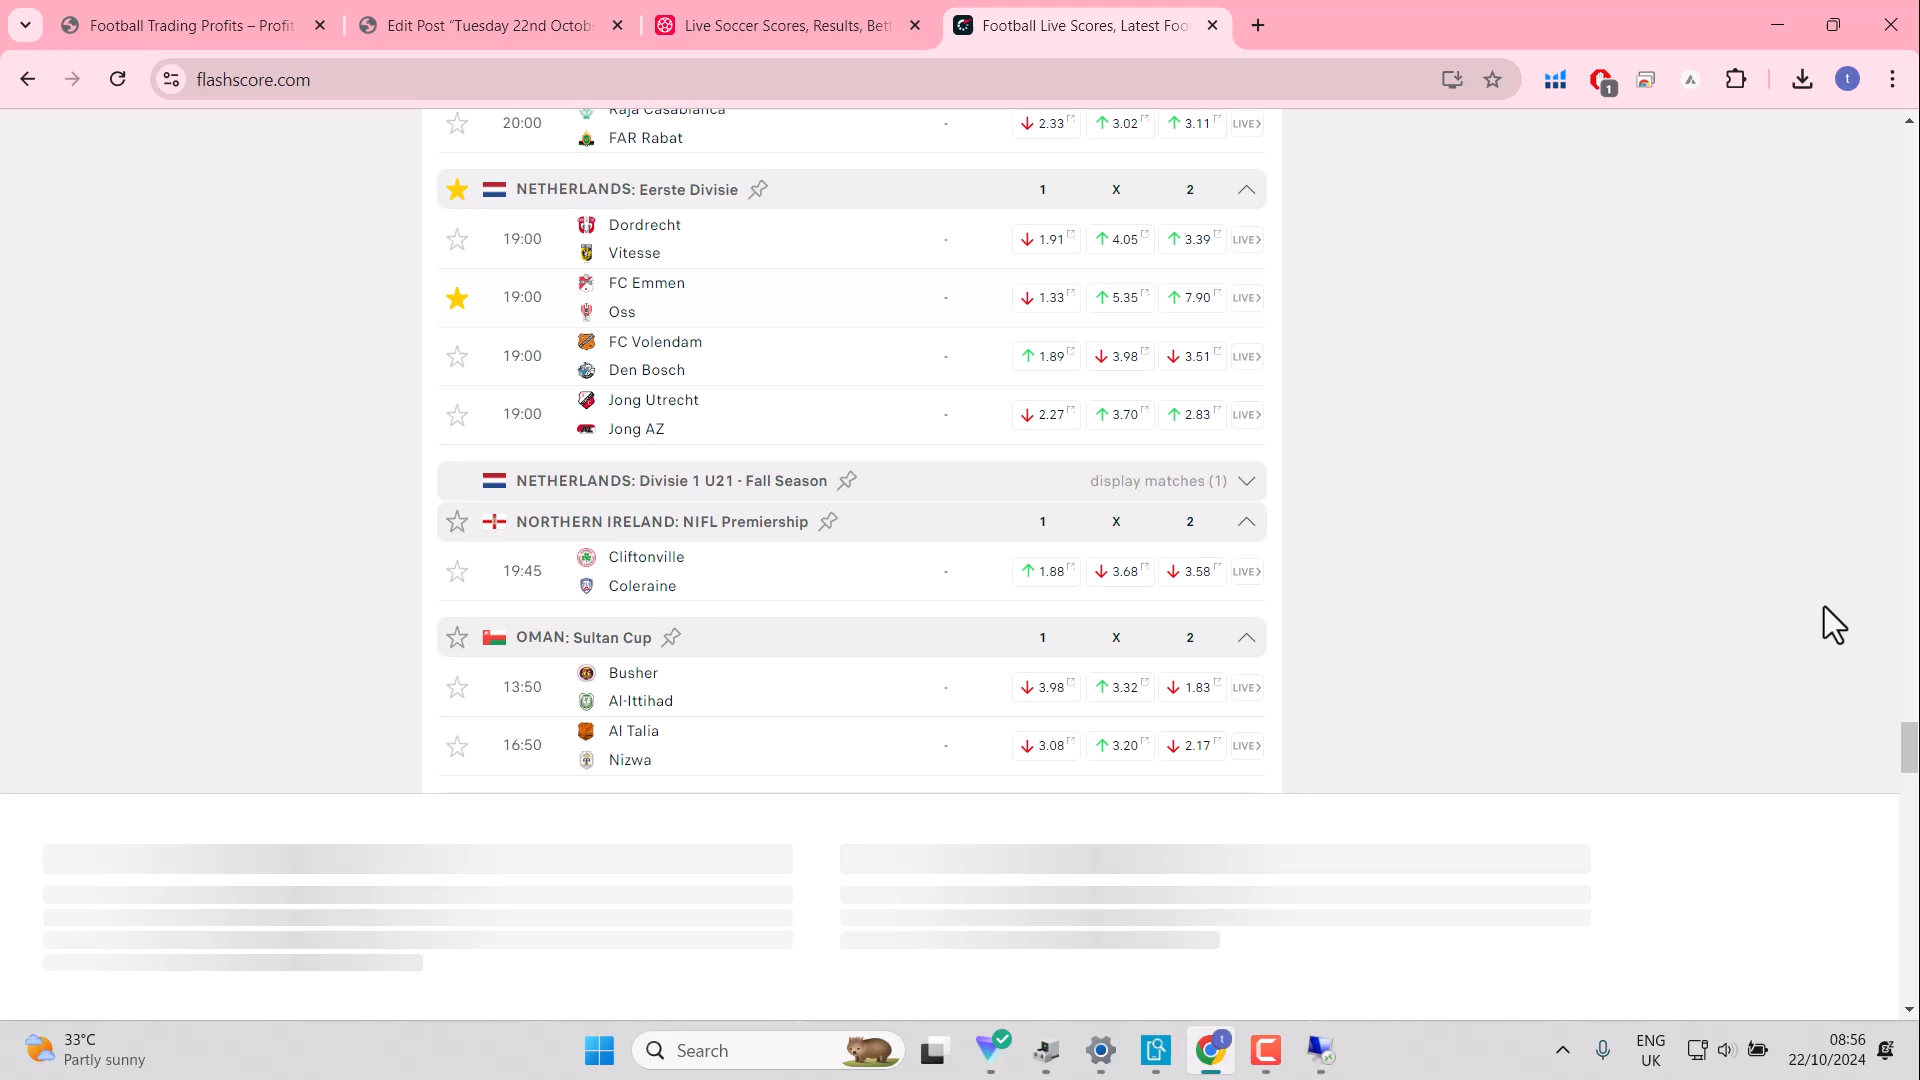 Football Trading Profits – Profit
Edit Post “Tuesday 22nd Octobe
Live Soccer Scores, Results, Bett
Football Live Scores, Latest Foo
flashscore.com
1
t
20:00 Raja Casablanca FAR Rabat - 2.33 3.02 3.11 LIVE
NETHERLANDS: Eerste Divisie 1 X 2
Dordrecht
19:00 - 1.91 4.05 3.39 LIVE
Vitesse
FC Emmen
19:00 - 1.33 5.35 7.90 LIVE
Oss
FC Volendam
19:00 - 1.89 3.98 3.51 LIVE
Den Bosch
Jong Utrecht
19:00 - 2.27 3.70 2.83 LIVE
Jong AZ
NETHERLANDS: Divisie 1 U21 - Fall Season display matches (1)
NORTHERN IRELAND: NIFL Premiership 1 X 2
Cliftonville
19:45 - 1.88 3.68 3.58 LIVE
Coleraine
OMAN: Sultan Cup 1 X 2
Busher
13:50 - 3.98 3.32 1.83 LIVE
Al-Ittihad
Al Talia
16:50 - 3.08 3.20 2.17 LIVE
Nizwa
33°C
Partly sunny
Search
t
ENG
UK
08:56
22/10/2024